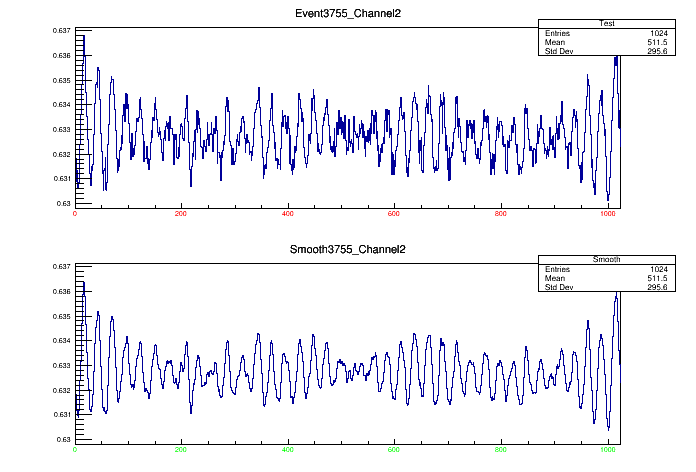 Event3755_Channel2
Test
Entries 1024
Mean 511.5
Std Dev 295.6
0.637
0.636
0.635
0.634
0.633
0.632
0.631
0.63
0 200 400 600 800 1000
Smooth3755_Channel2
Smooth
Entries 1024
Mean 511.5
Std Dev 295.6
0.637
0.636
0.635
0.634
0.633
0.632
0.631
0.63
0 200 400 600 800 1000